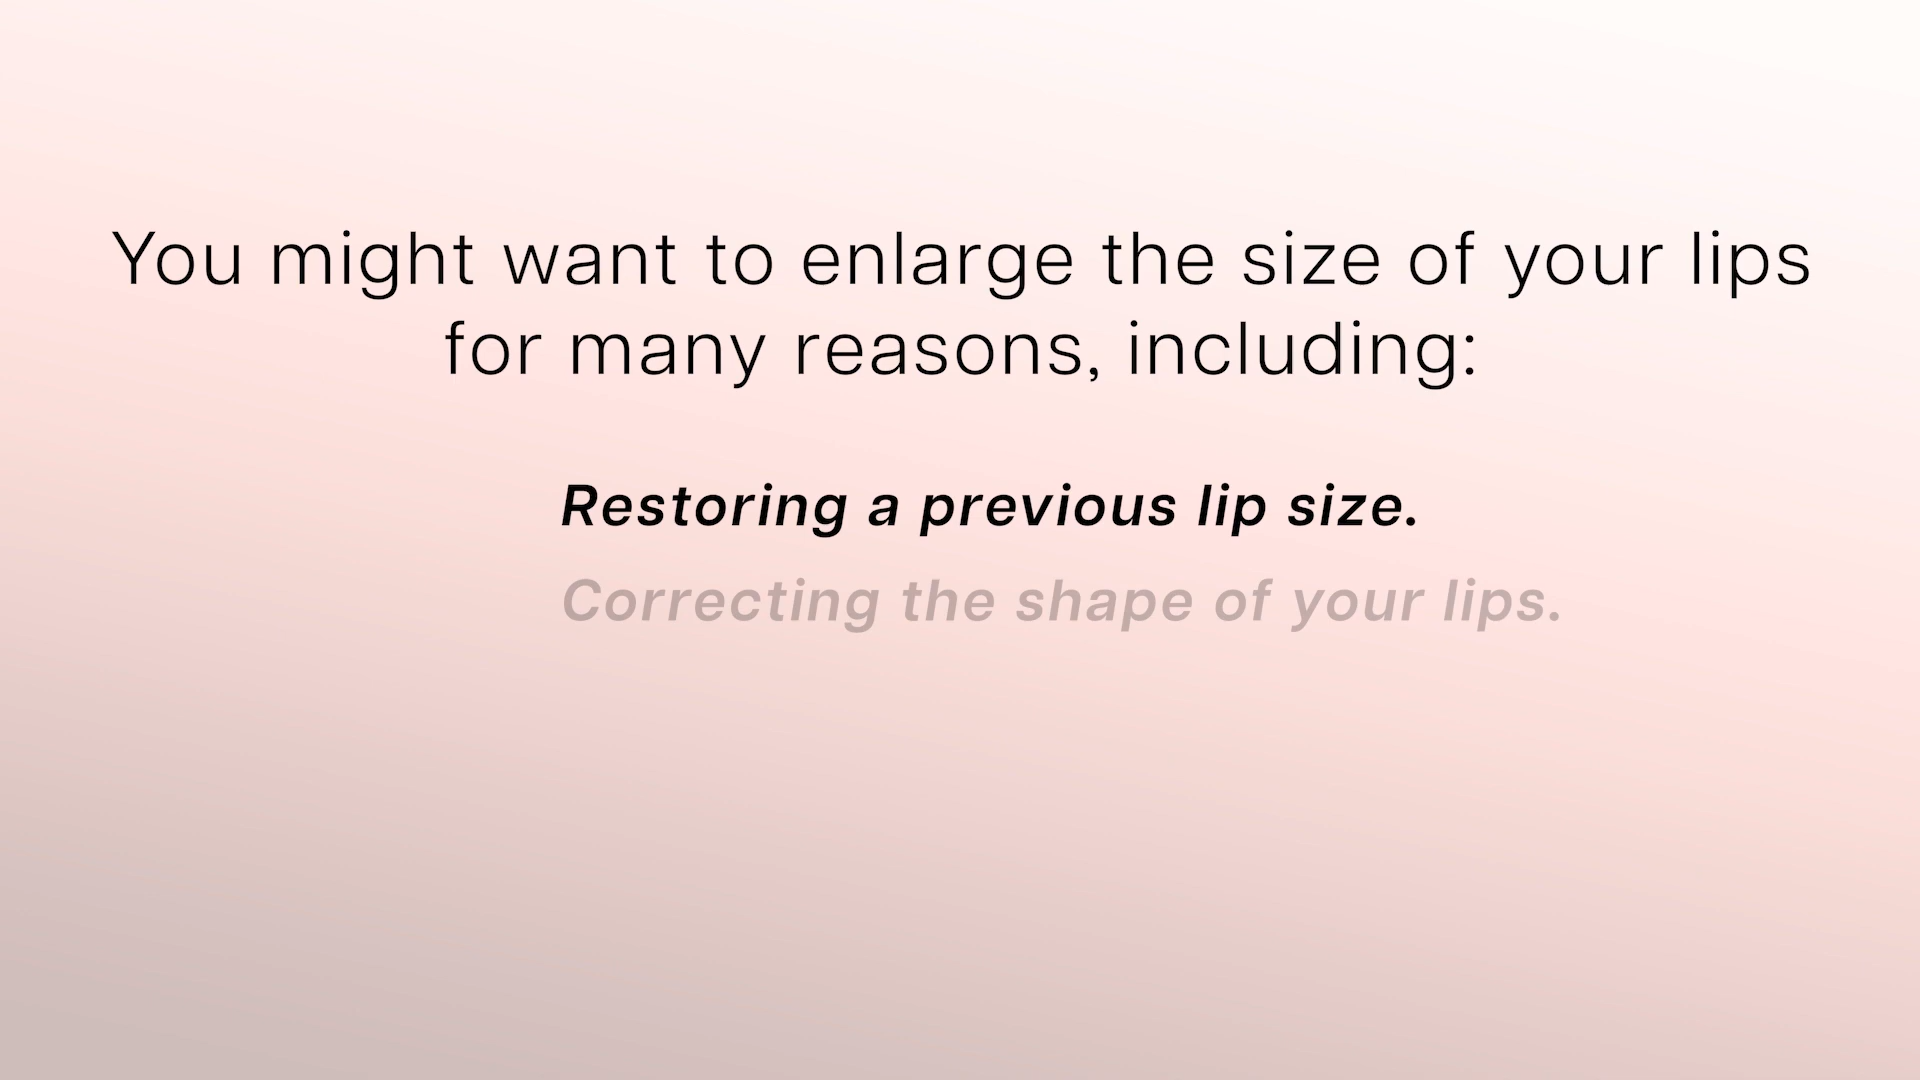 You might want to enlarge the size of your lips
for many reasons, including:
Restoring a previous lip size.
Correcting the shape of your lips.